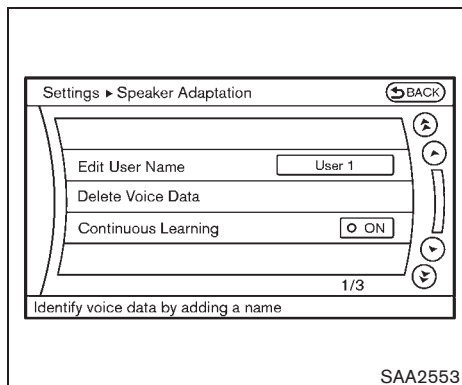 Settings ▸ Speaker Adaptation BACK
Edit User Name User 1
Delete Voice Data
Continuous Learning ON
1/3
Identify voice data by adding a name
SAA2553